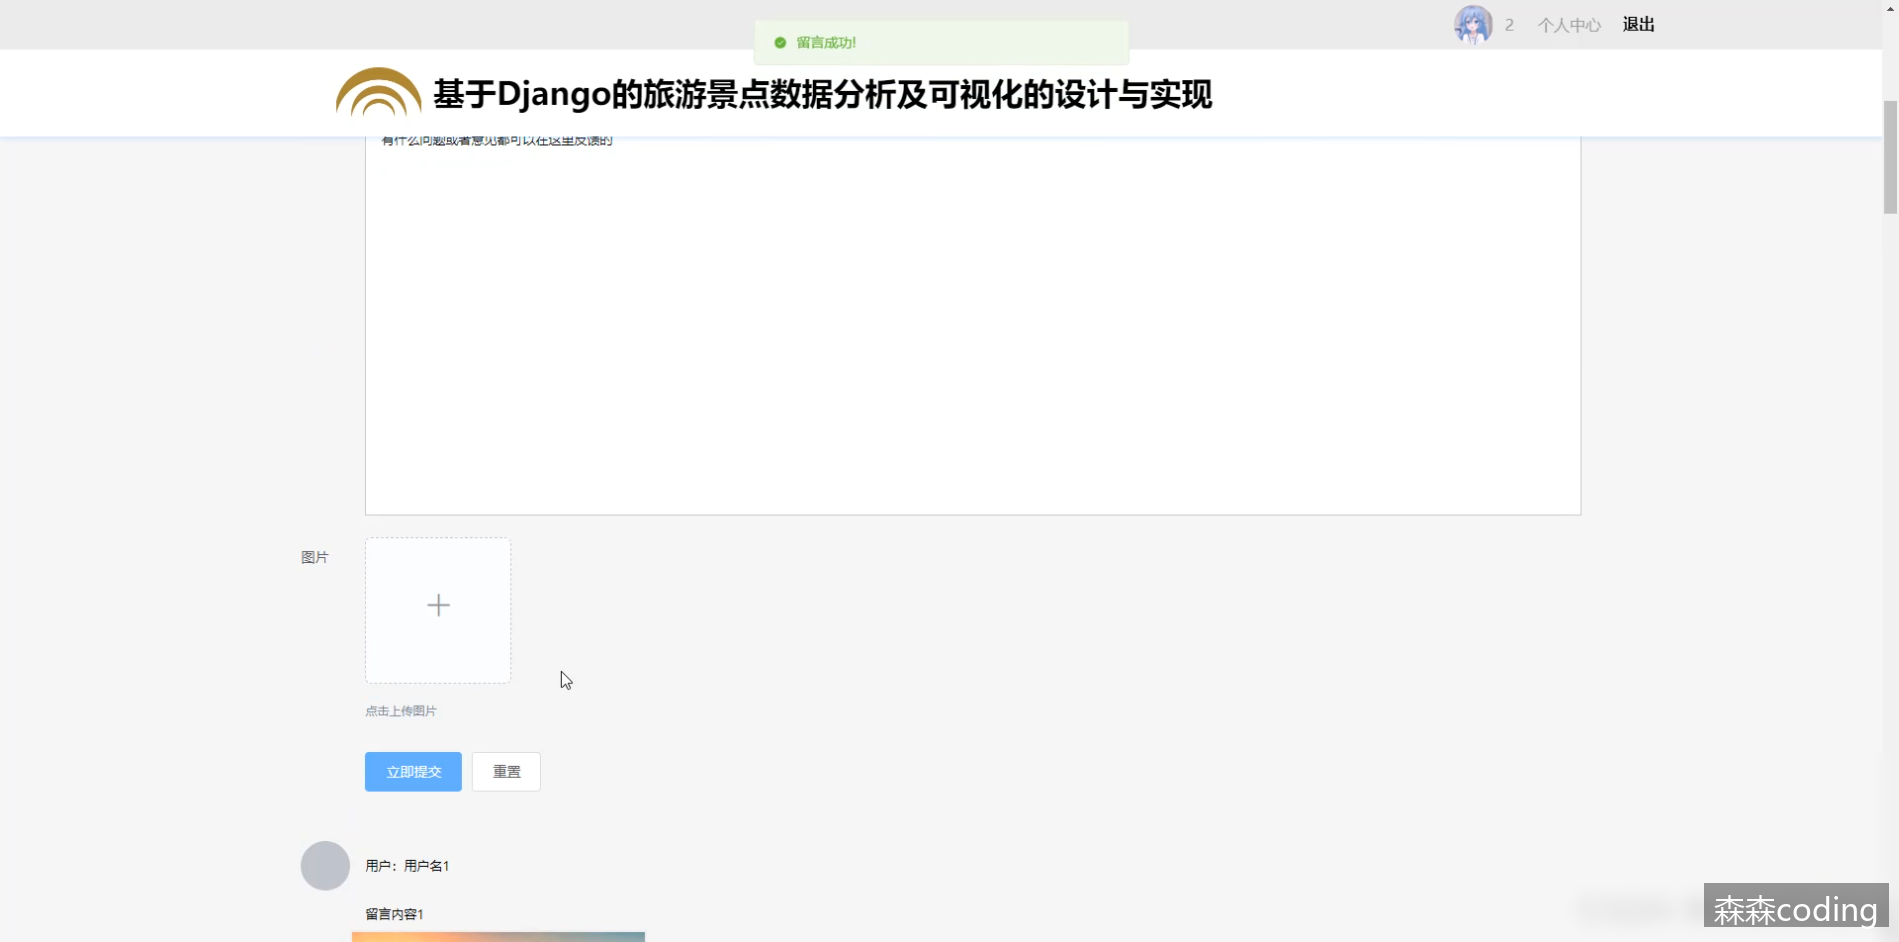 留言成功!
2 个人中心 退出
基于Django的旅游景点数据分析及可视化的设计与实现
有什么问题或者意见都可以在这里反馈的
图片
点击上传图片
立即提交 重置
用户：用户名1
留言内容1
森森coding